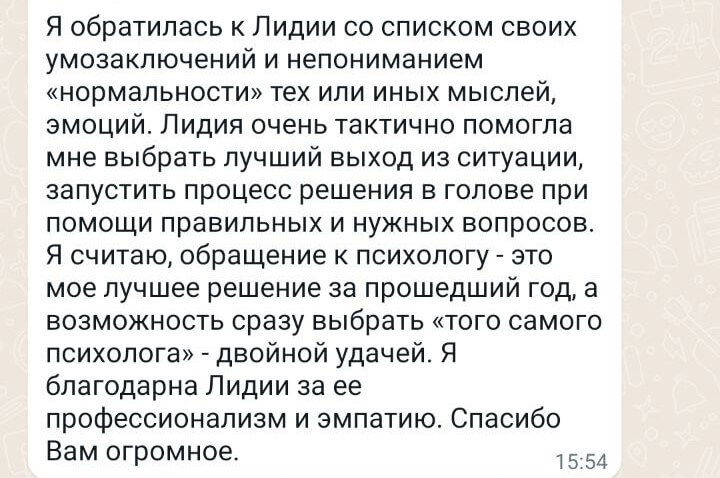 Я обратилась к Лидии со списком своих
умозаключений и непониманием
«нормальности» тех или иных мыслей,
эмоций. Лидия очень тактично помогла
мне выбрать лучший выход из ситуации,
запустить процесс решения в голове при
помощи правильных и нужных вопросов.
Я считаю, обращение к психологу - это
мое лучшее решение за прошедший год, а
возможность сразу выбрать «того самого
психолога» - двойной удачей. Я
благодарна Лидии за ее
профессионализм и эмпатию. Спасибо
Вам огромное.
15:54